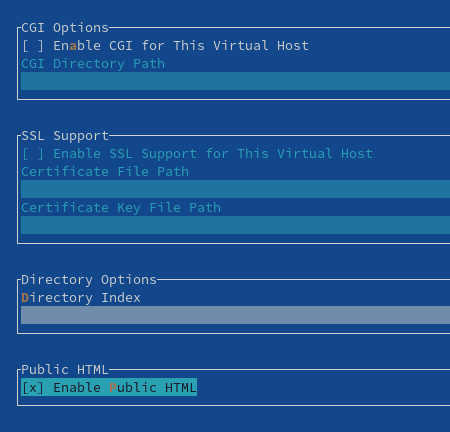 CGI Options
[ ] Enable CGI for This Virtual Host
CGI Directory Path
SSL Support
[ ] Enable SSL Support for This Virtual Host
Certificate File Path
Certificate Key File Path
Directory Options
Directory Index
Public HTML
[x] Enable Public HTML